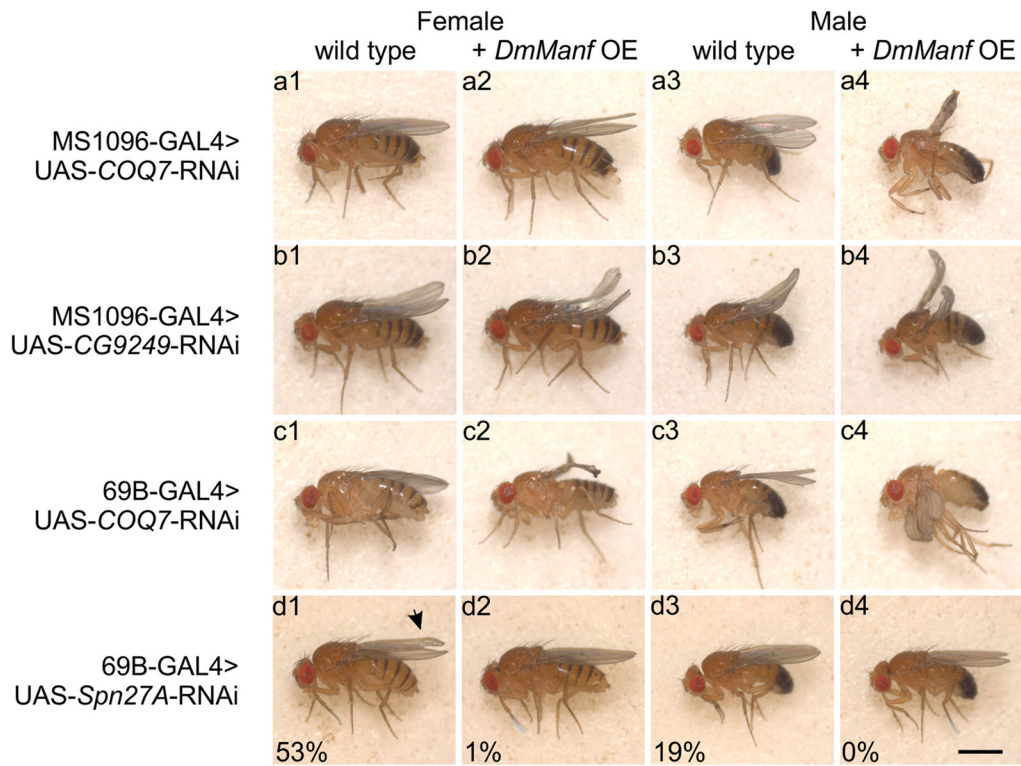 Female Male
wild type + DmManf OE wild type + DmManf OE
a1 a2 a3 a4
MS1096-GAL4>
UAS-COQ7-RNAi
b1 b2 b3 b4
MS1096-GAL4>
UAS-CG9249-RNAi
c1 c2 c3 c4
69B-GAL4>
UAS-COQ7-RNAi
d1 d2 d3 d4
69B-GAL4>
UAS-Spn27A-RNAi
53% 1% 19% 0%